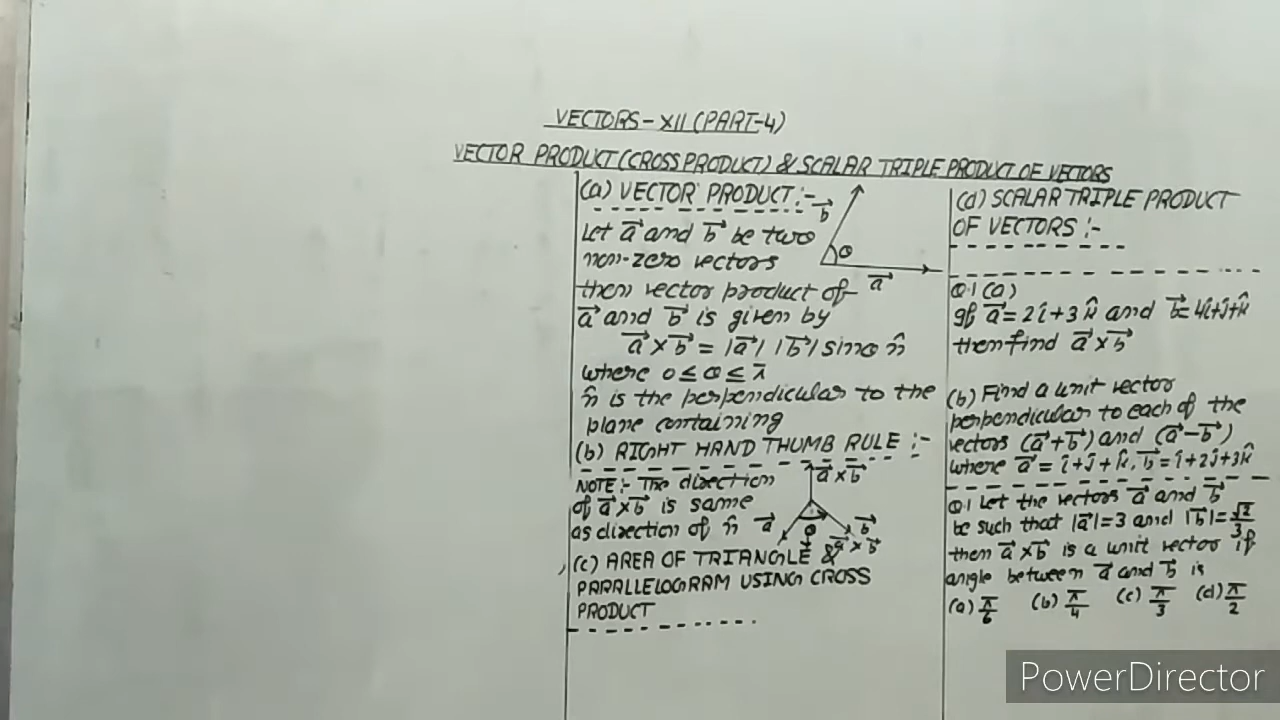 VECTORS-XII (PART-4)
VECTOR PRODUCT (CROSS PRODUCT) & SCALAR TRIPLE PRODUCT OF VECTORS
(a) VECTOR PRODUCT :-
Let a⃗ and b⃗ be two
non-zero vectors
then vector product of
a⃗ and b⃗ is given by
a⃗ × b⃗ = |a⃗| |b⃗| sinθ n̂
where 0 ≤ θ ≤ π
n̂ is the perpendicular to the
plane containing
b⃗
θ
a⃗
(b) RIGHT HAND THUMB RULE :-
NOTE :- The direction
of a⃗ × b⃗ is same
as direction of n̂
a⃗ × b⃗
a⃗
θ
b⃗
a⃗ × b⃗
(c) AREA OF TRIANGLE &
PARALLELOGRAM USING CROSS
PRODUCT
(d) SCALAR TRIPLE PRODUCT
OF VECTORS :-
Q.1 (a)
If a⃗ = 2î+3k̂ and b⃗ = 4î+ĵ+k̂
then find a⃗ × b⃗
(b) Find a unit vector
perpendicular to each of the
vectors (a⃗+b⃗) and (a⃗-b⃗)
where a⃗ = î+ĵ+k̂, b⃗ = î+2ĵ+3k̂
Q.1 Let the vectors a⃗ and b⃗
be such that |a⃗|=3 and |b⃗|=√2/3
then a⃗ × b⃗ is a unit vector if
angle between a⃗ and b⃗ is
(a) π/6 (b) π/4 (c) π/3 (d) π/2
PowerDirector